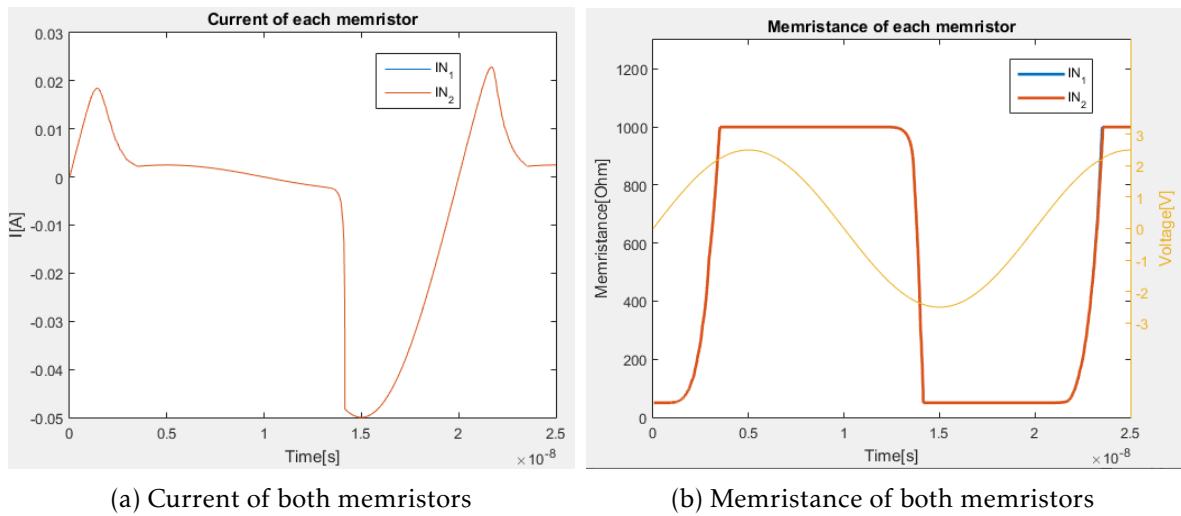 Current of each memristor
0.03
0.02
0.01
0
-0.01
-0.02
-0.03
-0.04
-0.05
I[A]
IN1
IN2
0 0.5 1 1.5 2 2.5
Time[s]
×10-8
(a) Current of both memristors
Memristance of each memristor
1200
1000
800
600
400
200
0
Memristance[Ohm]
IN1
IN2
3
2
1
0
-1
-2
-3
Voltage[V]
0 0.5 1 1.5 2 2.5
Time[s]
×10-8
(b) Memristance of both memristors